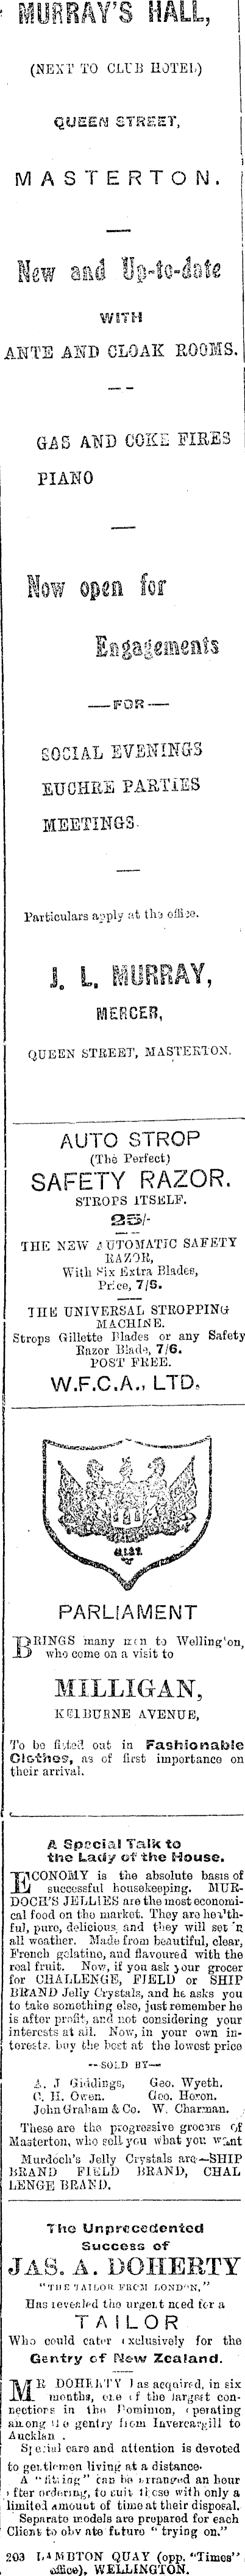 MURRAY'S HALL,
(NEXT TO CLUB HOTEL)
QUEEN STREET,
MASTERTON.
New and Up-to-date
WITH
ANTE AND CLOAK ROOMS.
GAS AND COKE FIRES
PIANO
Now open for
Engagements
—FOR—
SOCIAL EVENINGS
EUCHRE PARTIES
MEETINGS.
Particulars apply at the office.
J. L. MURRAY,
MERCER,
QUEEN STREET, MASTERTON.
AUTO STROP
(The Perfect)
SAFETY RAZOR.
STROPS ITSELF.
25/-
THE NEW AUTOMATIC SAFETY
RAZOR,
With Six Extra Blades,
Price, 7/6.
THE UNIVERSAL STROPPING
MACHINE.
Strops Gillette Blades or any Safety
Razor Blade, 7/6.
POST FREE.
W.F.C.A., LTD.
PARLIAMENT
BRINGS many men to Wellington,
who come on a visit to
MILLIGAN,
KELBURNE AVENUE,
To be fitted out in Fashionable
Clothes, as of first importance on
their arrival.
A Special Talk to
the Lady of the House.
ECONOMY is the absolute basis of
successful housekeeping. MUR-
DOCH'S JELLIES are the most economi-
cal food on the market. They are health-
ful, pure, delicious and they will set in
all weather. Made from beautiful, clear,
French gelatine, and flavoured with the
real fruit. Now, if you ask your grocer
for CHALLENGE, FIELD or SHIP
BRAND Jelly Crystals, and he asks you
to take something else, just remember he
is after profit, and not considering your
interests at all. Now, in your own in-
terests, buy the best at the lowest price
—SOLD BY—
A. J Giddings, Geo. Wyeth.
C. H. Owen. Geo. Heron.
John Graham & Co. W. Charman.
These are the progressive grocers of
Masterton, who sell you what you want
Murdoch's Jelly Crystals are—SHIP
BRAND FIELD BRAND, CHAL
LENGE BRAND.
The Unprecedented
Success of
JAS. A. DOHERTY
"THE TAILOR FROM LONDON,"
Has revealed the urgent need for a
TAILOR
Who could cater exclusively for the
Gentry of New Zealand.
MR DOHERTY has acquired, in six
months, one of the largest con-
nections in the Dominion, operating
among the gentry from Invercargill to
Auckland.
Special care and attention is devoted
to gentlemen living at a distance.
A "fitting" can be arranged an hour
after ordering, to suit those with only a
limited amount of time at their disposal.
Separate models are prepared for each
Client to obviate future "trying on."
203 LAMBTON QUAY (opp. "Times"
office), WELLINGTON.